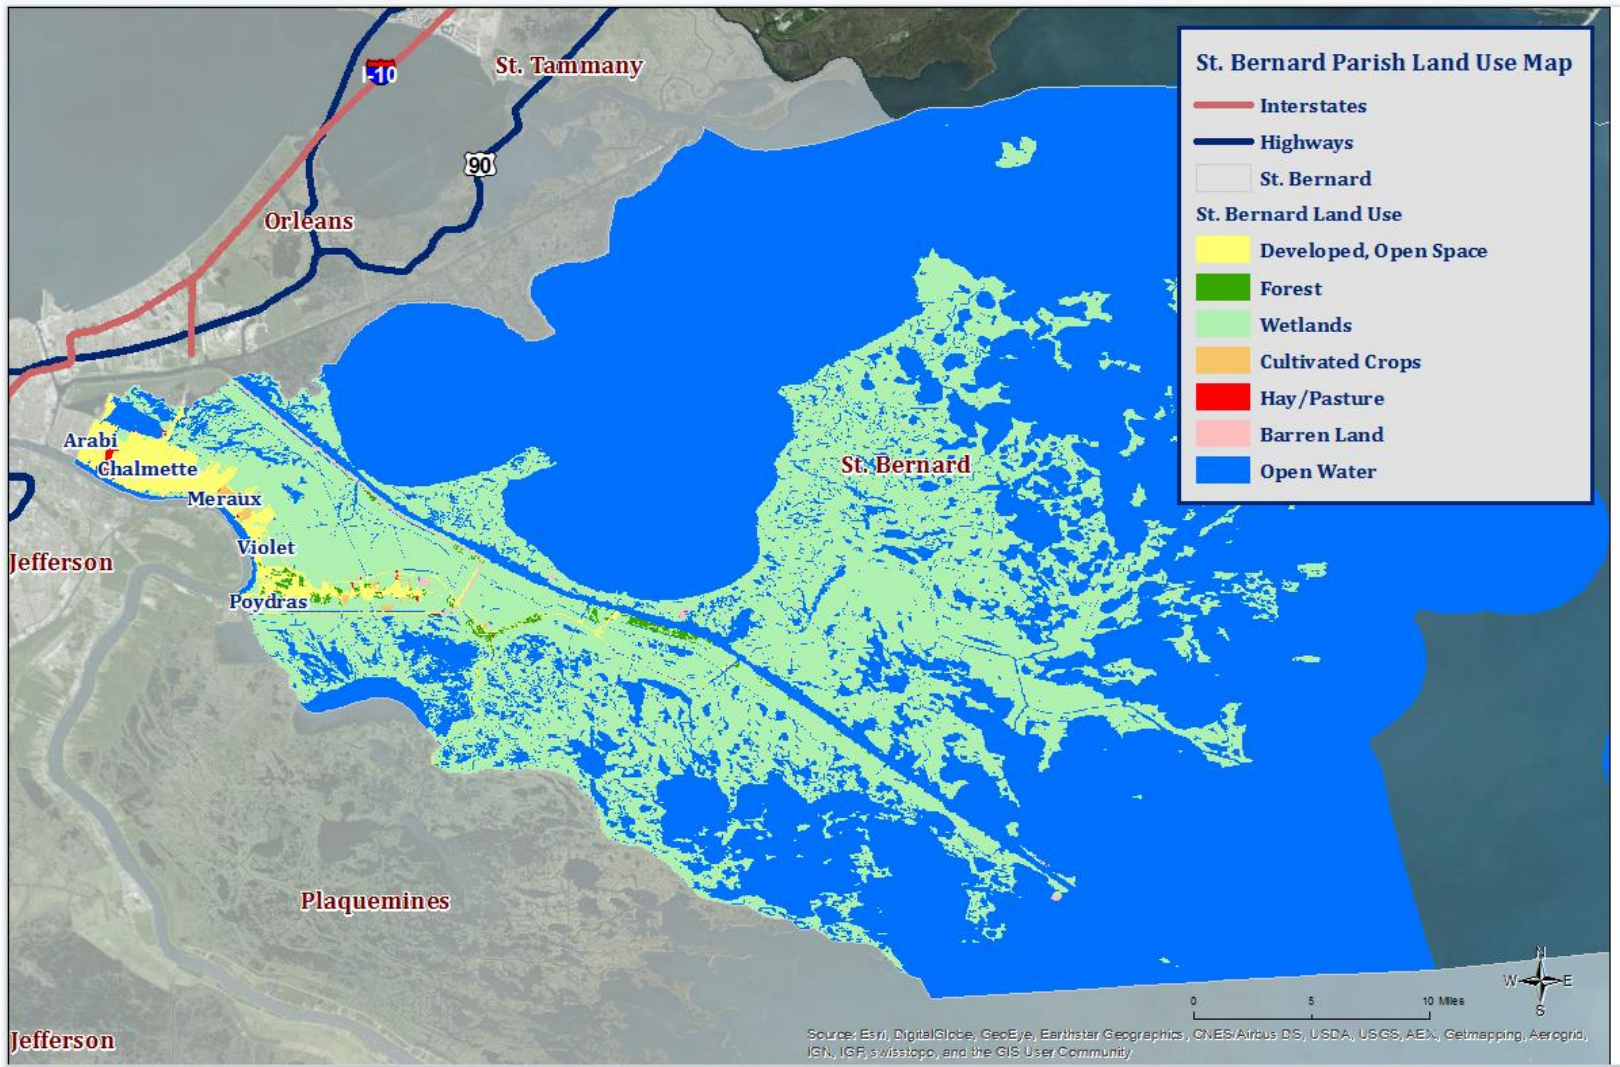 St. Bernard Parish Land Use Map
Interstates
Highways
St. Bernard
St. Bernard Land Use
Developed, Open Space
Forest
Wetlands
Cultivated Crops
Hay/Pasture
Barren Land
Open Water
St. Tammany
I-10
90
Orleans
Arabi
Chalmette
Meraux
Violet
Poydras
St. Bernard
Jefferson
Plaquemines
Jefferson
N
W E
S
0 5 10 Miles
Source: Esri, DigitalGlobe, GeoEye, Earthstar Geographics, CNES/Airbus DS, USDA, USGS, AEX, Getmapping, Aerogrid,
IGN, IGP, swisstopo, and the GIS User Community